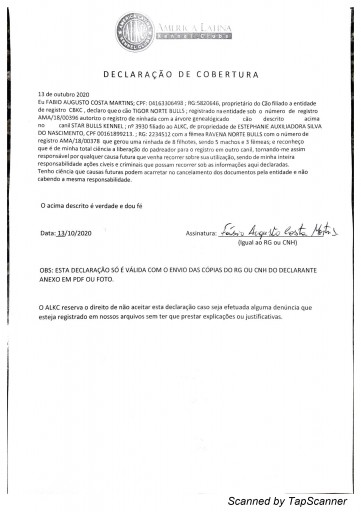 AMERICA LATINA
Kennel Clube
DECLARAÇÃO DE COBERTURA
13 de outubro 2020
Eu FABIO AUGUSTO COSTA MARTINS; CPF: 04163306498 ; RG:5820646, proprietário do Cão filiado a entidade
de registro CBKC , declaro que o cão TIGOR NORTE BULLS ; registrado na entidade sob o número de registro
AMA/18/00396 autorizo o registro de ninhada com a árvore genealógicado cão descrito acima
no canil STAR BULLS KENNEL ; nº 3930 filiado ao ALKC, de propriedade de ESTEPHANIE AUXILIADORA SILVA
DO NASCIMENTO, CPF 00161899213. ; RG: 2234512 com a fêmea RAVENA NORTE BULLS com o número de
registro AMA/18/00378 que gerou uma ninhada de 8 filhotes, sendo 5 machos e 3 fêmeas; e reconheço
que é de minha total ciência a liberação do padreador para o registro em outro canil, tornando-me assim
responsável por qualquer causa futura que venha recorrer sobre sua utilização, sendo de minha inteira
responsabilidade ações cíveis e criminais que possam recorrer sob as informações aqui declaradas.
Tenho ciência que causas futuras podem acarretar no cancelamento dos documentos pela entidade e não
cabendo a mesma responsabilidade.
O acima descrito é verdade e dou fé
Data: 13/10/2020 Assinatura: Fábio Augusto Costa Martins
(Igual ao RG ou CNH)
OBS: ESTA DECLARAÇÃO SÓ É VÁLIDA COM O ENVIO DAS CÓPIAS DO RG OU CNH DO DECLARANTE
ANEXO EM PDF OU FOTO.
O ALKC reserva o direito de não aceitar esta declaração caso seja efetuada alguma denúncia que
esteja registrado em nossos arquivos sem ter que prestar explicações ou justificativas.
Scanned by TapScanner